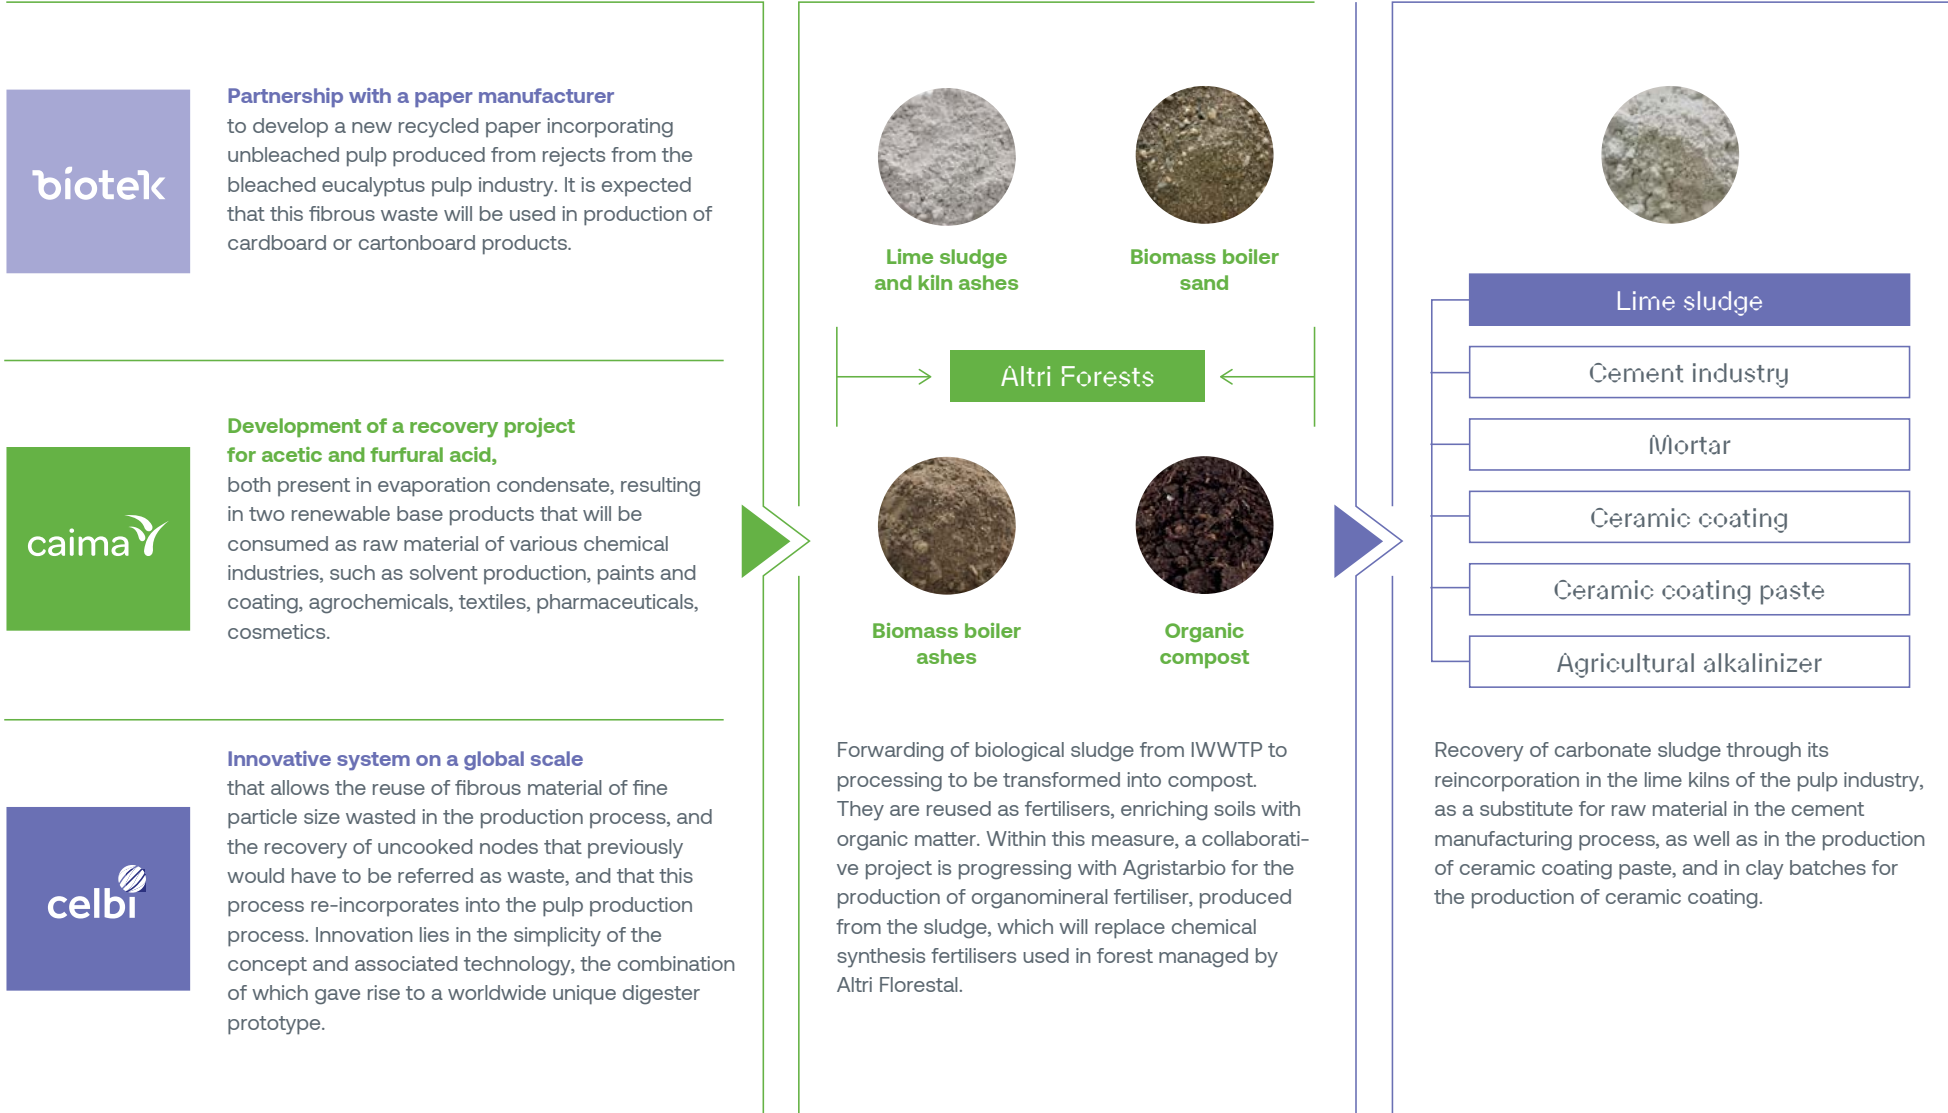 biotek
Partnership with a paper manufacturer
to develop a new recycled paper incorporating
unbleached pulp produced from rejects from the
bleached eucalyptus pulp industry. It is expected
that this fibrous waste will be used in production of
cardboard or cartonboard products.
caima
Development of a recovery project
for acetic and furfural acid,
both present in evaporation condensate, resulting
in two renewable base products that will be
consumed as raw material of various chemical
industries, such as solvent production, paints and
coating, agrochemicals, textiles, pharmaceuticals,
cosmetics.
celbi
Innovative system on a global scale
that allows the reuse of fibrous material of fine
particle size wasted in the production process, and
the recovery of uncooked nodes that previously
would have to be referred as waste, and that this
process re-incorporates into the pulp production
process. Innovation lies in the simplicity of the
concept and associated technology, the combination
of which gave rise to a worldwide unique digester
prototype.
Lime sludge
and kiln ashes
Biomass boiler
sand
Altri Forests
Biomass boiler
ashes
Organic
compost
Forwarding of biological sludge from IWWTP to
processing to be transformed into compost.
They are reused as fertilisers, enriching soils with
organic matter. Within this measure, a collaborati-
ve project is progressing with Agristarbio for the
production of organomineral fertiliser, produced
from the sludge, which will replace chemical
synthesis fertilisers used in forest managed by
Altri Florestal.
Lime sludge
Cement industry
Mortar
Ceramic coating
Ceramic coating paste
Agricultural alkalinizer
Recovery of carbonate sludge through its
reincorporation in the lime kilns of the pulp industry,
as a substitute for raw material in the cement
manufacturing process, as well as in the production
of ceramic coating paste, and in clay batches for
the production of ceramic coating.